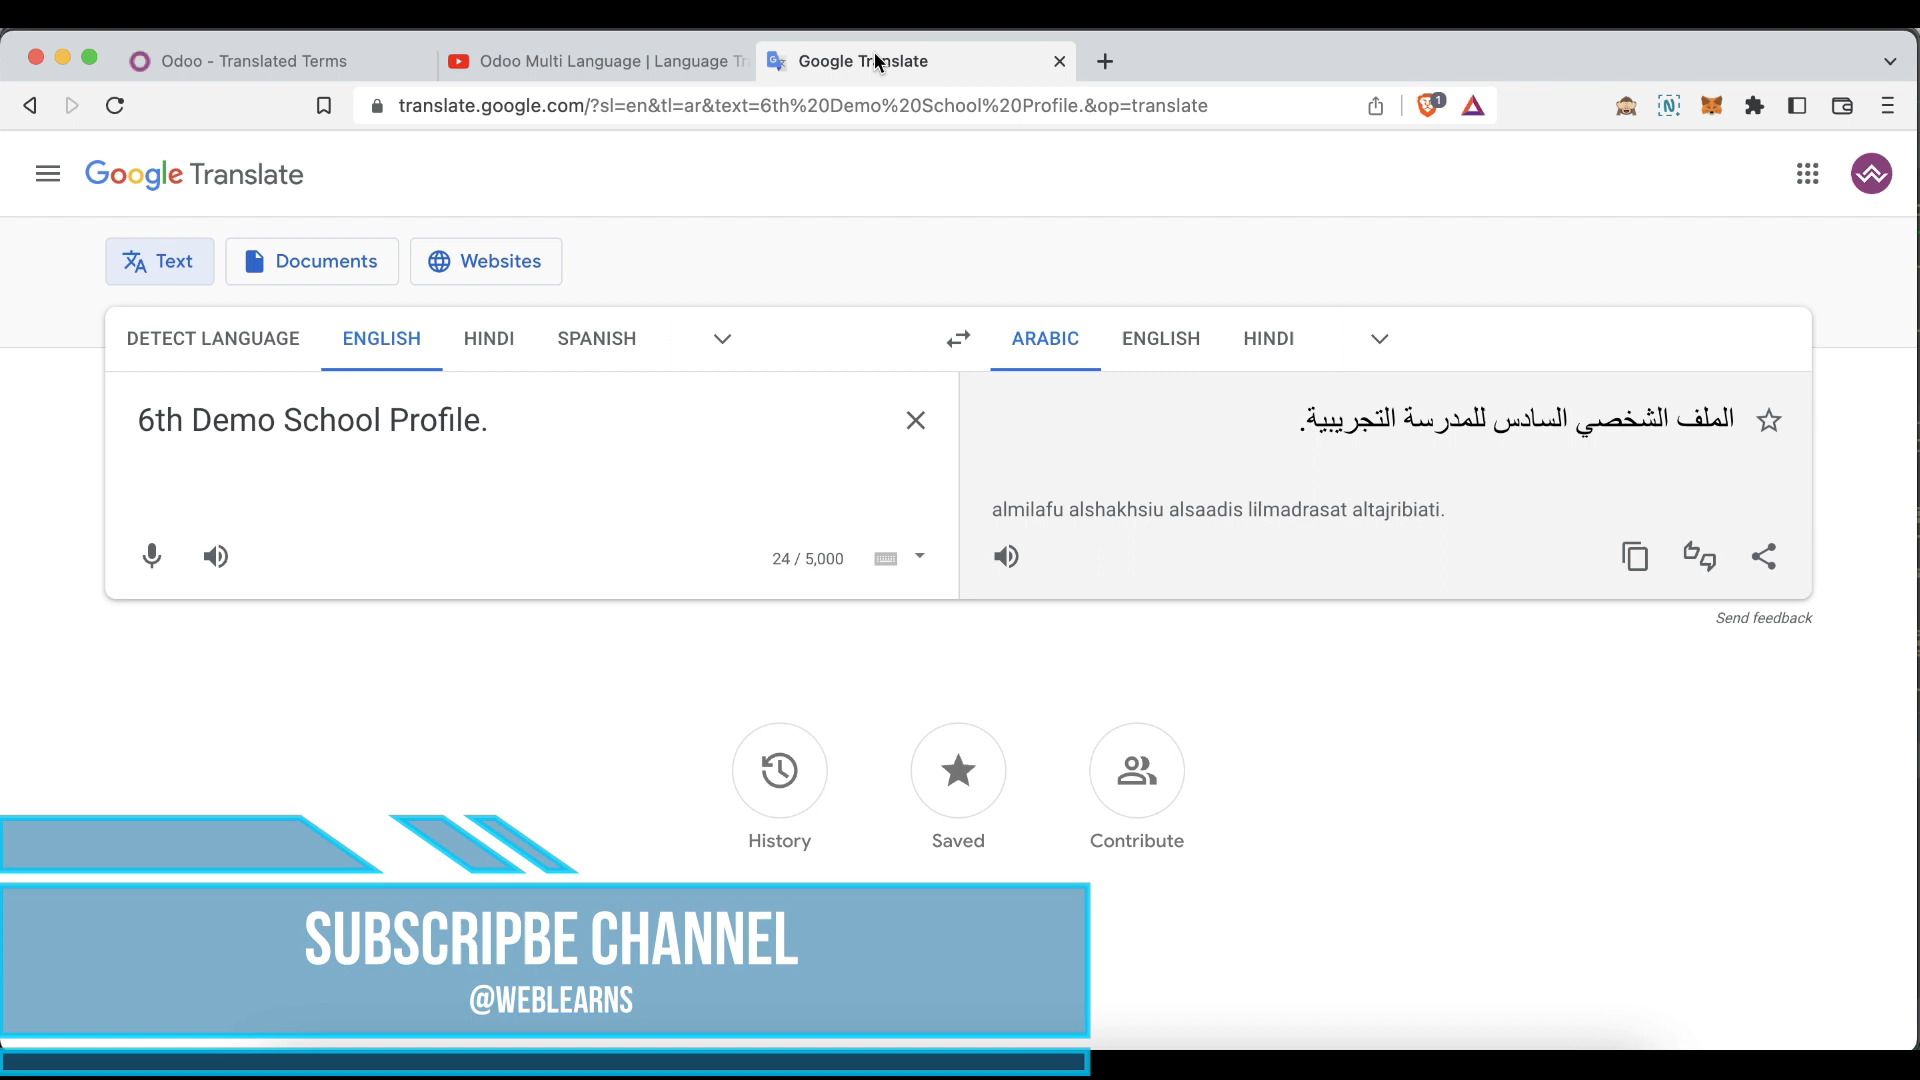 Odoo - Translated Terms
Odoo Multi Language | Language Tr
Google Translate
translate.google.com/?sl=en&tl=ar&text=6th%20Demo%20School%20Profile.&op=translate
1
Google Translate
Text
Documents
Websites
DETECT LANGUAGE
ENGLISH
HINDI
SPANISH
ARABIC
ENGLISH
HINDI
6th Demo School Profile.
الملف الشخصي السادس للمدرسة التجريبية.
almilafu alshakhsiu alsaadis lilmadrasat altajribiati.
24 / 5,000
Send feedback
History
Saved
Contribute
SUBSCRIPBE CHANNEL
@WEBLEARNS